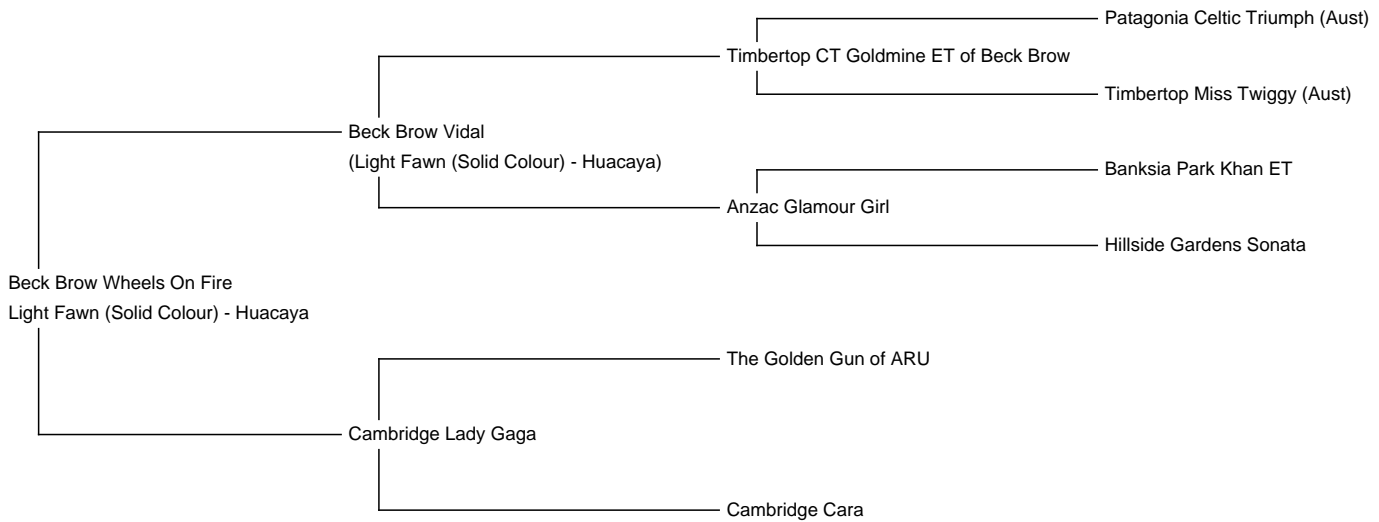 Patagonia Celtic Triumph (Aust)
Timbertop CT Goldmine ET of Beck Brow
Timbertop Miss Twiggy (Aust)
Beck Brow Vidal
(Light Fawn (Solid Colour) - Huacaya)
Banksia Park Khan ET
Anzac Glamour Girl
Hillside Gardens Sonata
Beck Brow Wheels On Fire
Light Fawn (Solid Colour) - Huacaya
The Golden Gun of ARU
Cambridge Lady Gaga
Cambridge Cara